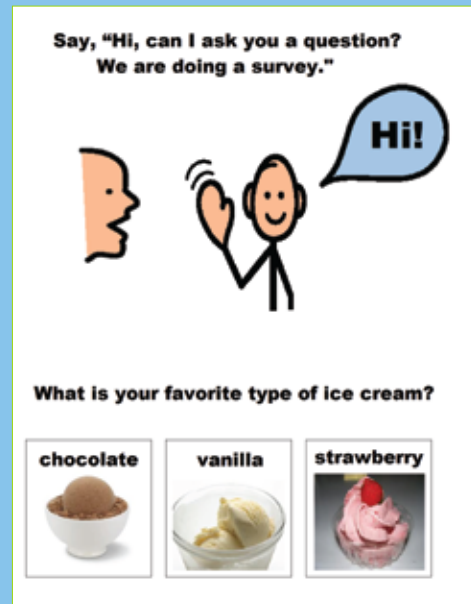 Say, “Hi, can I ask you a question?
We are doing a survey."
Hi!
What is your favorite type of ice cream?
chocolate
vanilla
strawberry